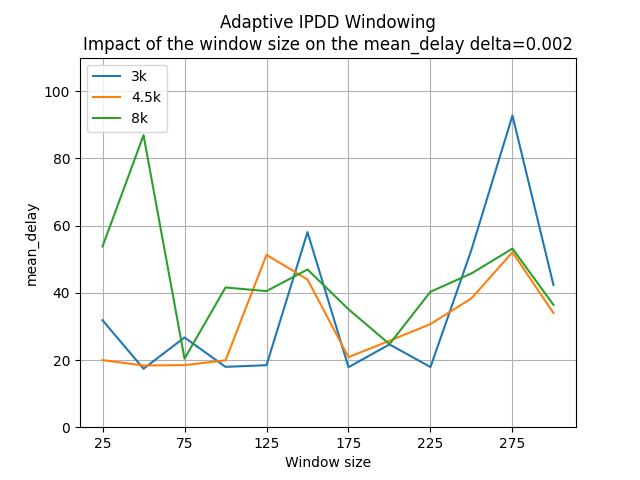 Adaptive IPDD Windowing
Impact of the window size on the mean_delay delta=0.002
3k
4.5k
8k
100
80
60
40
20
0
mean_delay
25 75 125 175 225 275
Window size